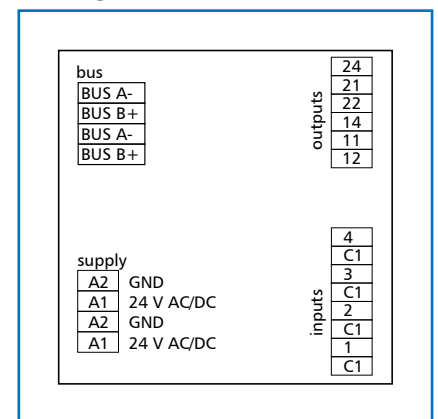 bus
BUS A-
BUS B+
BUS A-
BUS B+
outputs
24
21
22
14
11
12
supply
A2 GND
A1 24 V AC/DC
A2 GND
A1 24 V AC/DC
inputs
4
C1
3
C1
2
C1
1
C1